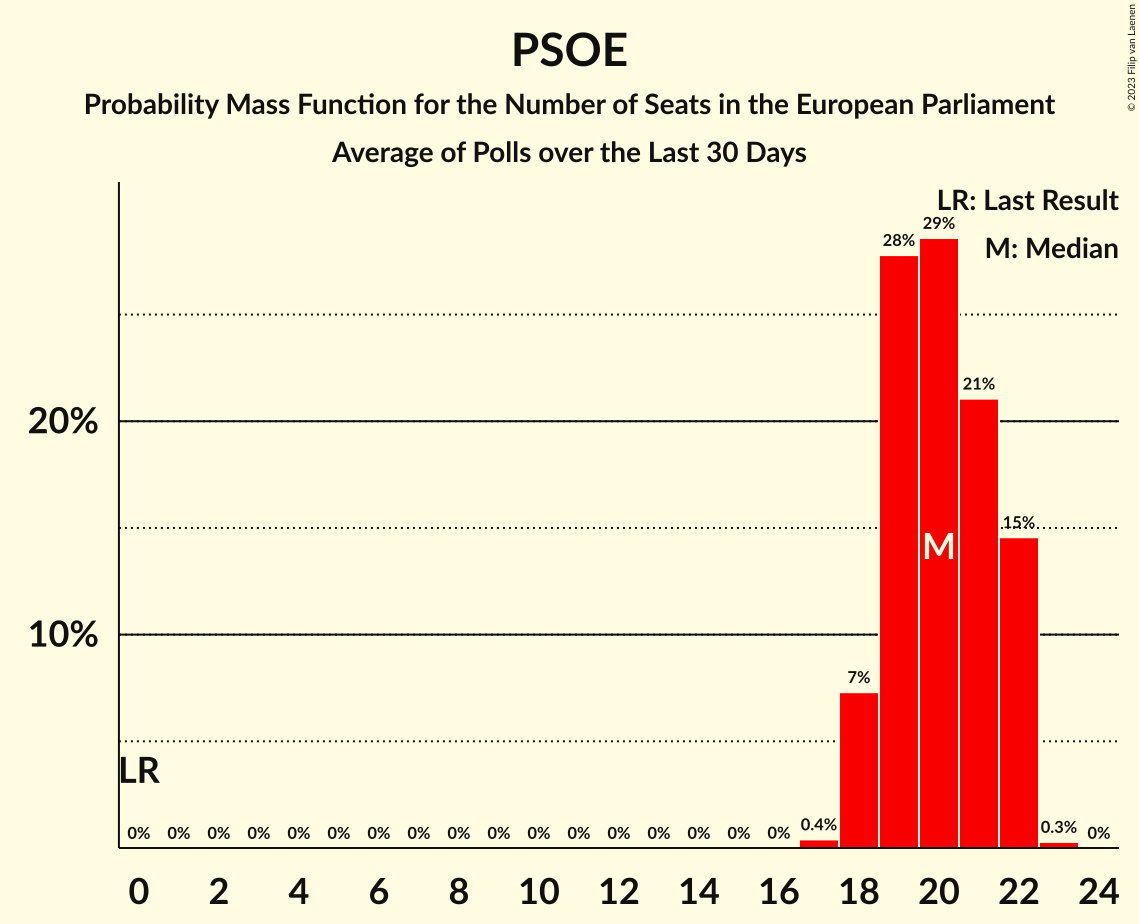 PSOE
Probability Mass Function for the Number of Seats in the European Parliament
Average of Polls over the Last 30 Days
© 2023 Filip van Laenen
LR: Last Result
M: Median
29%
28%
21%
20%
15%
M
10%
7%
LR
0% 0% 0% 0% 0% 0% 0% 0% 0% 0% 0% 0% 0% 0% 0% 0% 0% 0.4% 0.3% 0%
0 2 4 6 8 10 12 14 16 18 20 22 24